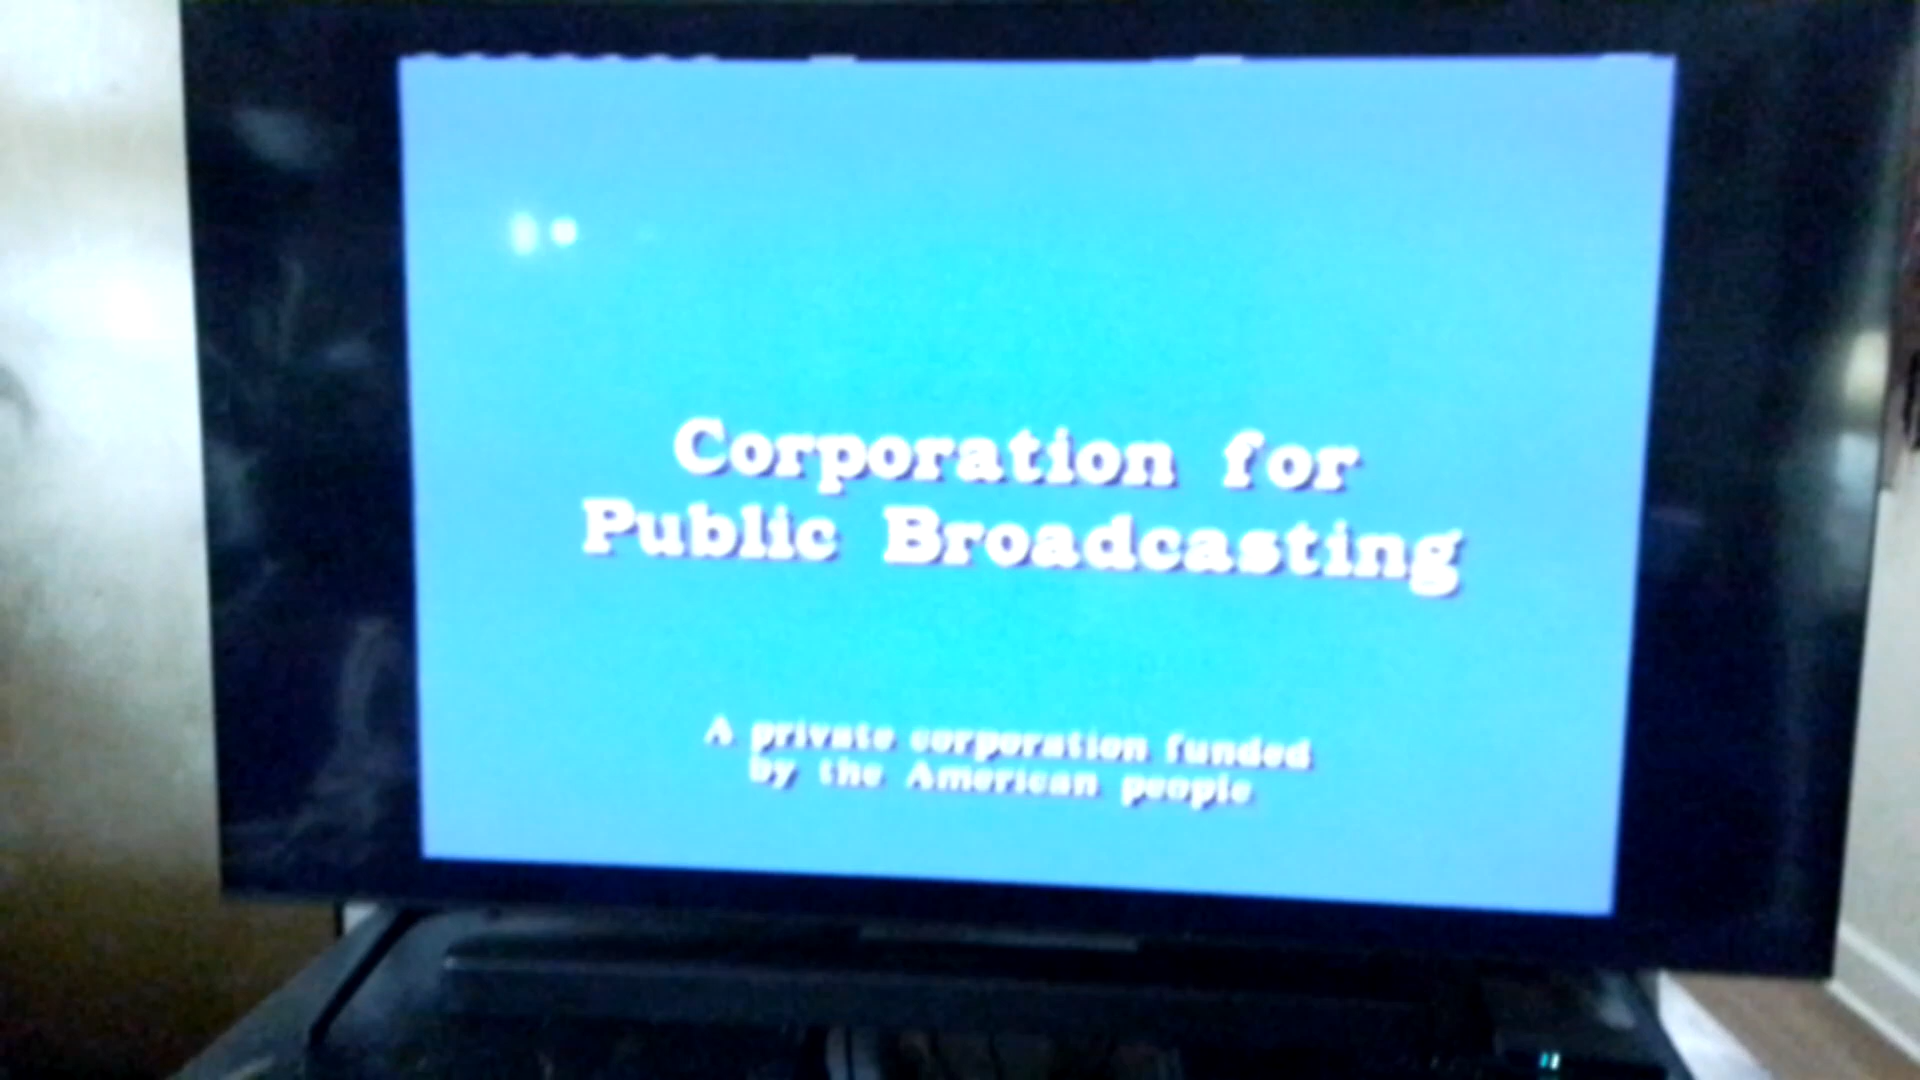 Corporation for
Public Broadcasting
A private corporation funded
by the American people